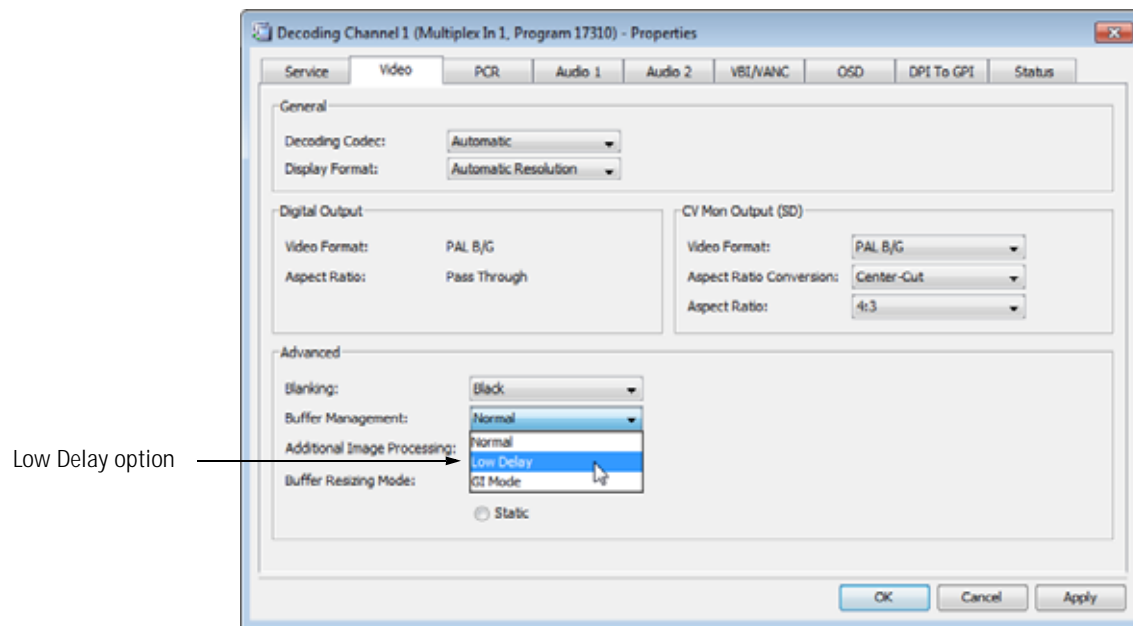 Decoding Channel 1 (Multiplex In 1, Program 17310) - Properties
Service Video PCR Audio 1 Audio 2 VBI/VANC OSD DPI To GPI Status
General
Decoding Codec: Automatic
Display Format: Automatic Resolution
Digital Output
Video Format: PAL B/G
Aspect Ratio: Pass Through
CV Mon Output (SD)
Video Format: PAL B/G
Aspect Ratio Conversion: Center-Cut
Aspect Ratio: 4:3
Advanced
Blanking: Black
Buffer Management: Normal
Additional Image Processing: Normal
Low Delay option
Low Delay
Buffer Resizing Mode: GI Mode
Static
OK Cancel Apply